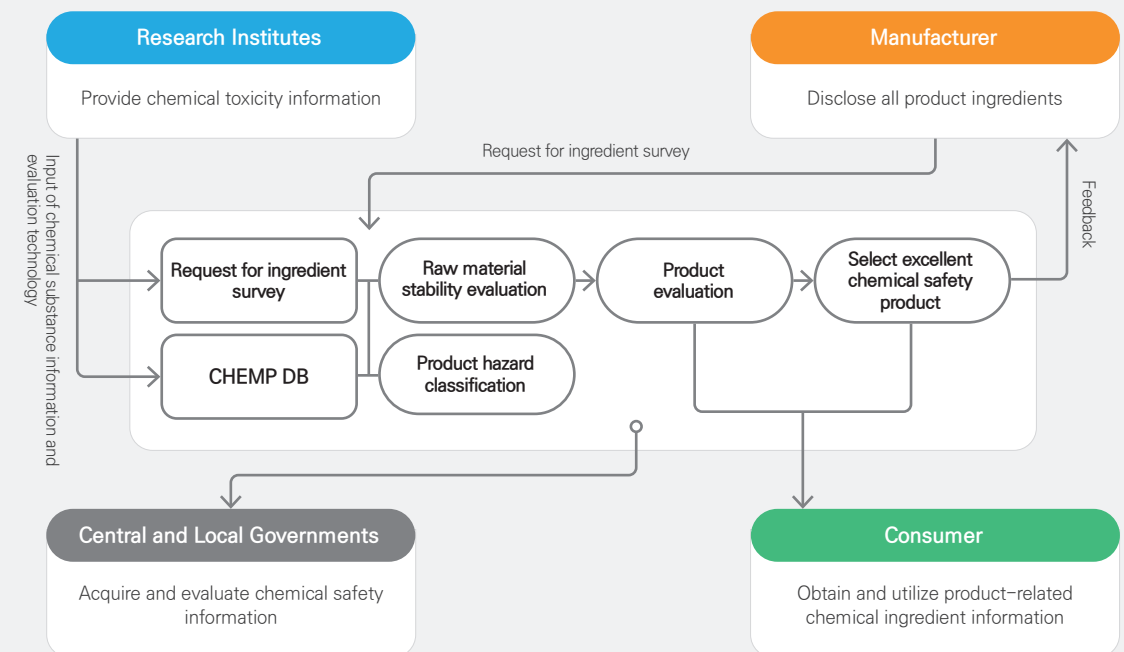 Research Institutes
Provide chemical toxicity information
Manufacturer
Disclose all product ingredients
Request for ingredient survey
Input of chemical substance information and
evaluation technology
Feedback
Request for ingredient
survey
Raw material
stability evaluation
Product
evaluation
Select excellent
chemical safety
product
CHEMP DB
Product hazard
classification
Central and Local Governments
Acquire and evaluate chemical safety
information
Consumer
Obtain and utilize product-related
chemical ingredient information